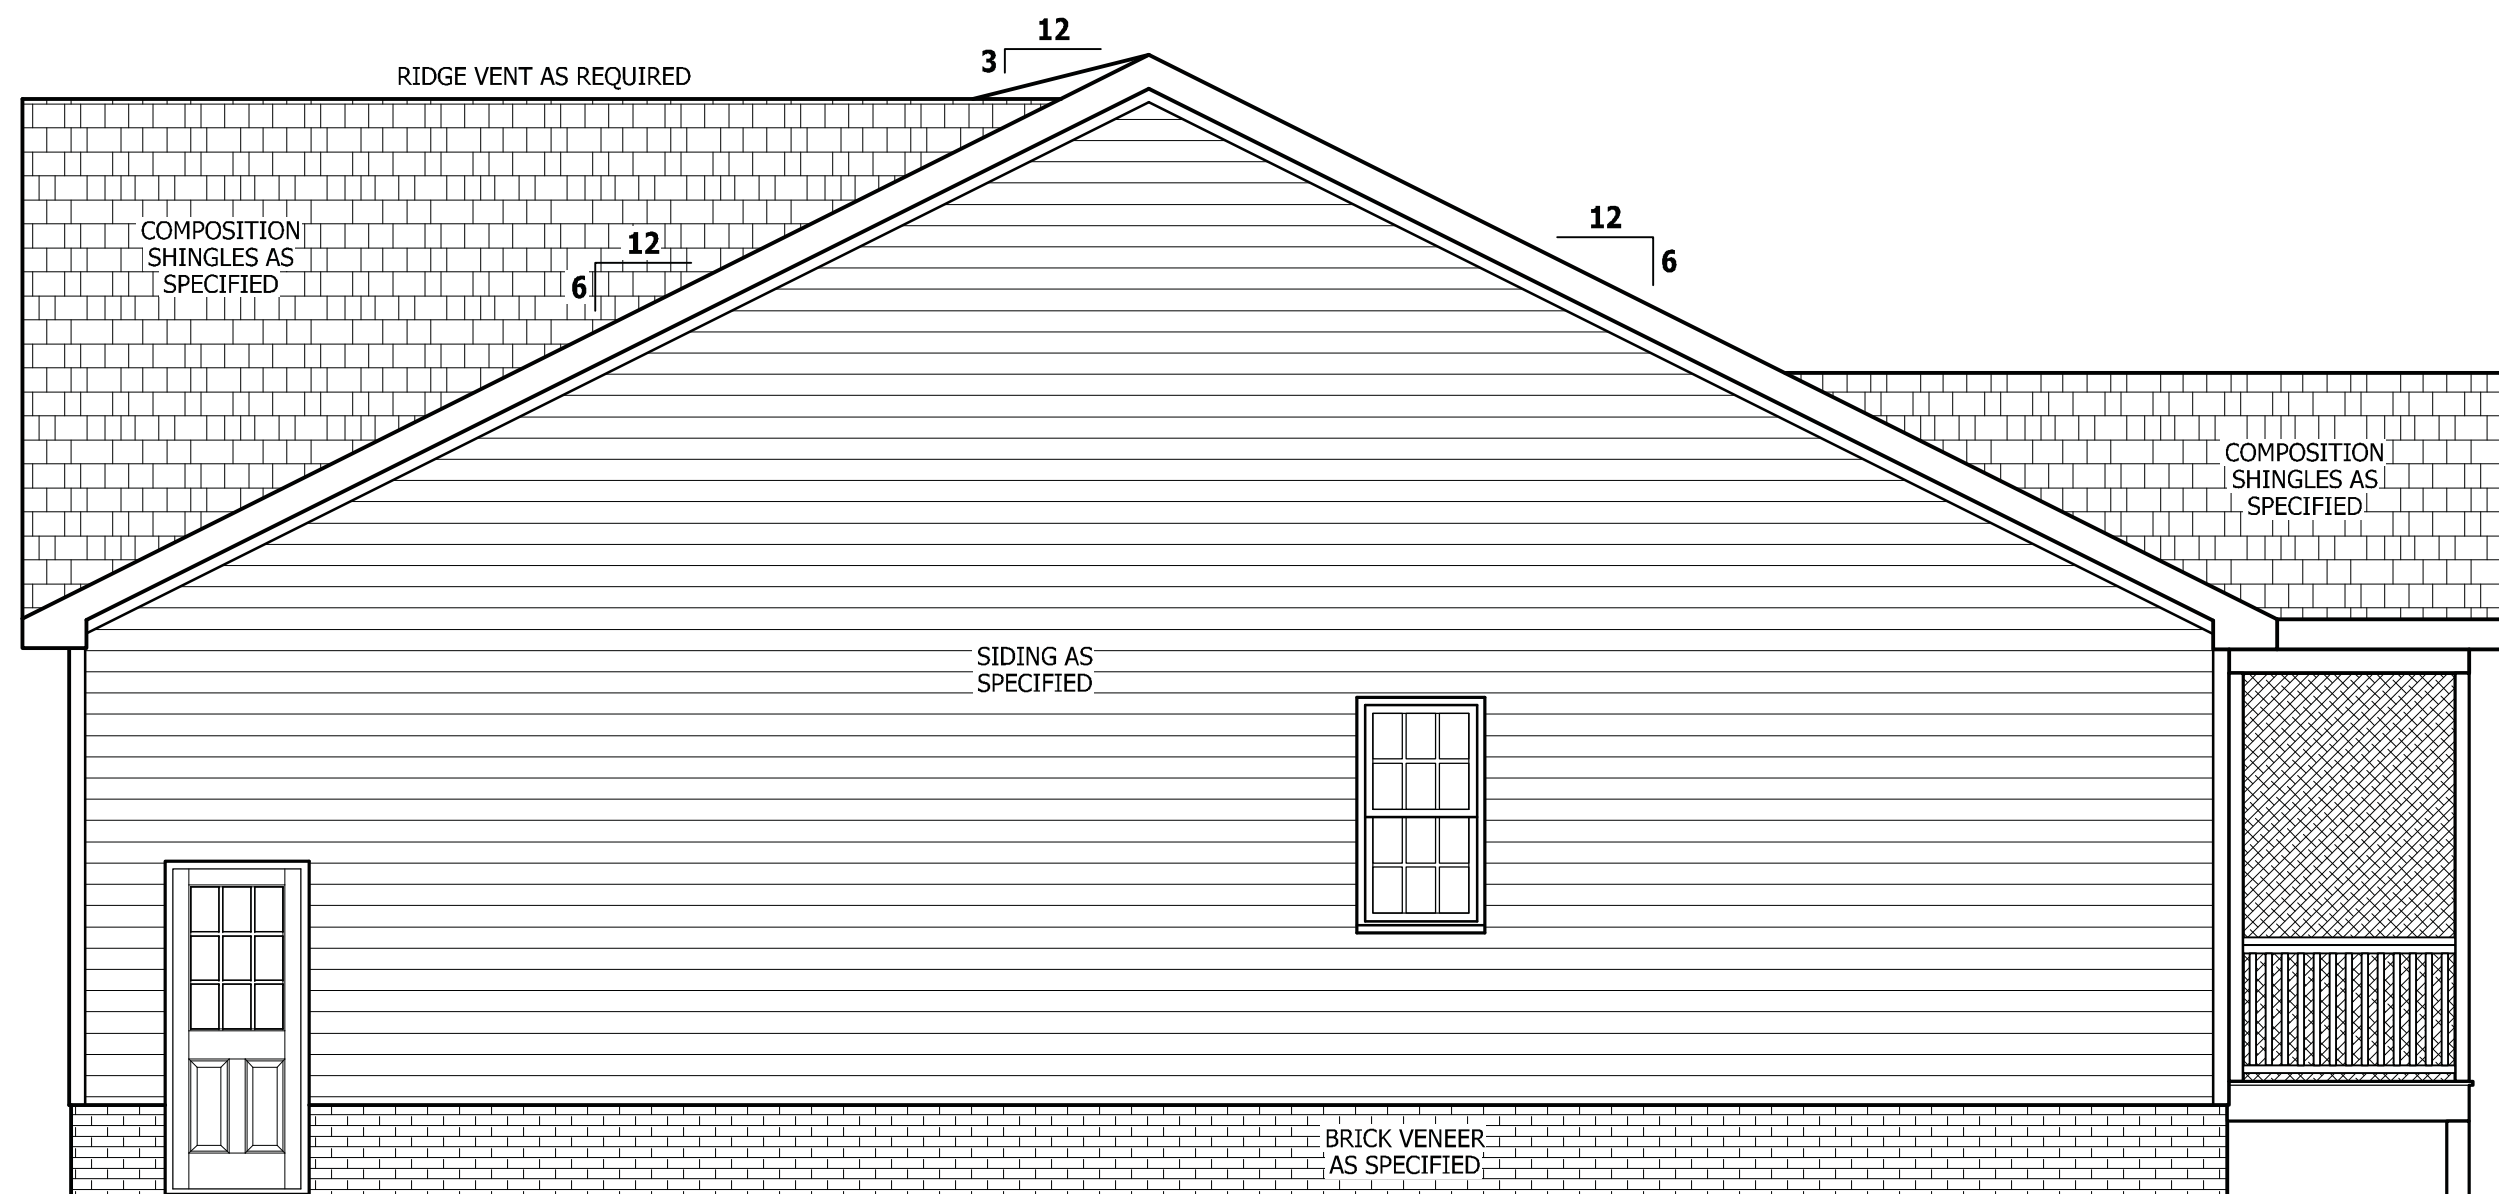 12
3
RIDGE VENT AS REQUIRED
12
6
COMPOSITION
SHINGLES AS
SPECIFIED
12
6
COMPOSITION
SHINGLES AS
SPECIFIED
SIDING AS
SPECIFIED
BRICK VENEER
AS SPECIFIED